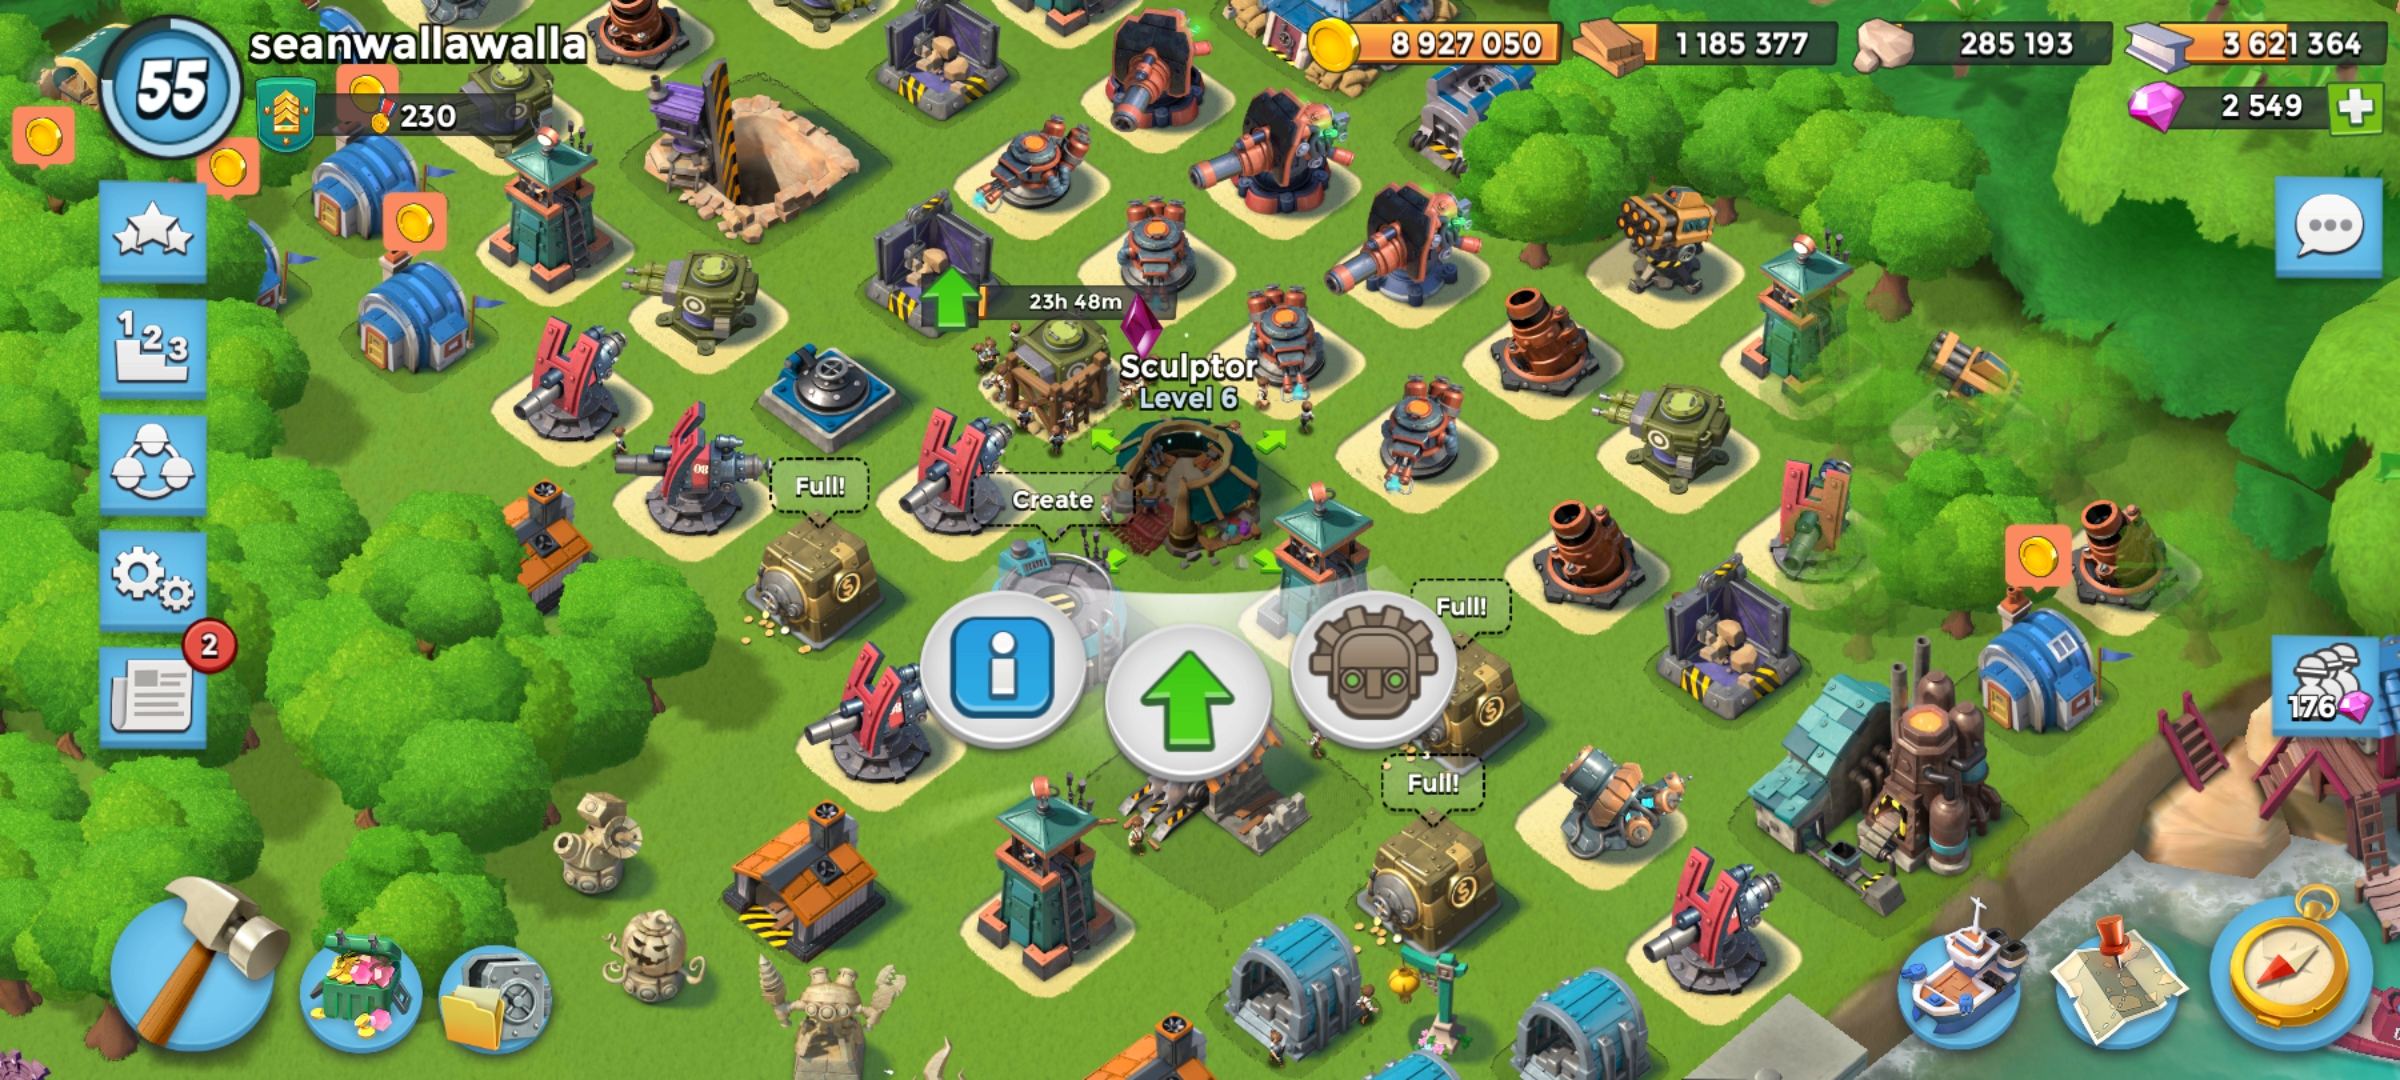 55
seanwallawalla
230
8 927 050
1 185 377
285 193
3 621 364
2 549
123
23h 48m
Sculptor
Level 6
Full!
Create
Full!
2
176
Full!